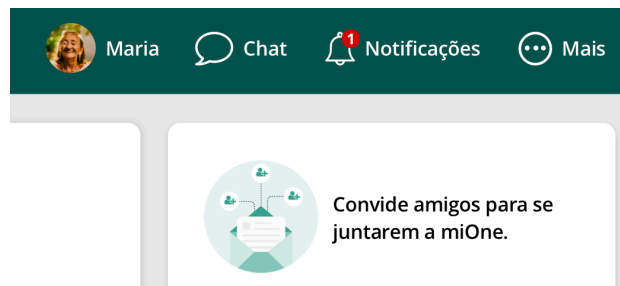 Maria Chat 1 Notificações Mais
Convide amigos para se
juntarem a miOne.